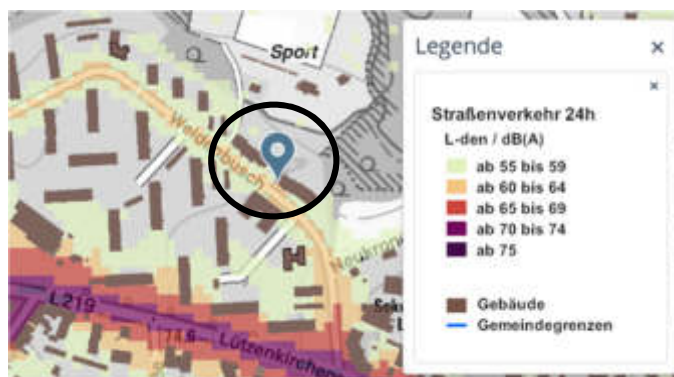 Sport
Weidenbusch
L219
Legende
Straßenverkehr 24h
L-den / dB(A)
ab 55 bis 59
ab 60 bis 64
ab 65 bis 69
ab 70 bis 74
ab 75
Gebäude
Gemeindegrenzen